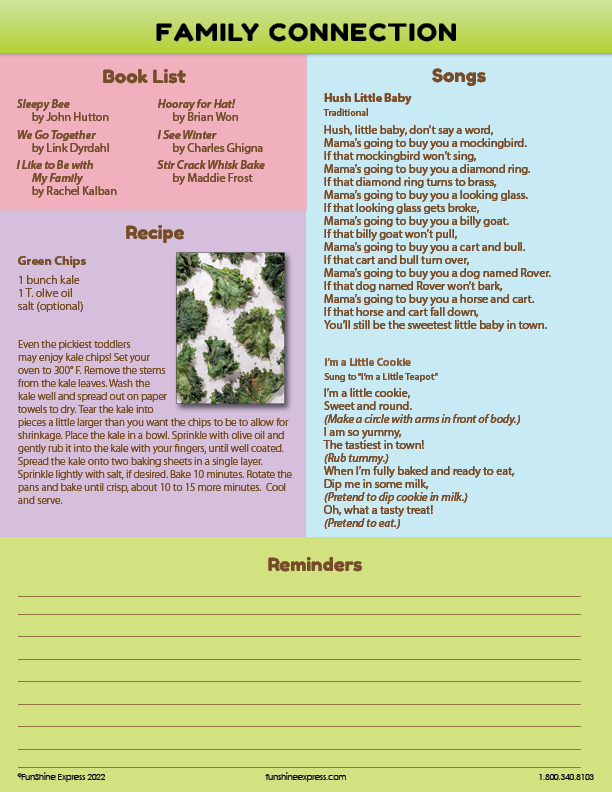 FAMILY CONNECTION
Book List
Sleepy Bee
by John Hutton
We Go Together
by Link Dyrdahl
I Like to Be with
My Family
by Rachel Kalban
Hooray for Hat!
by Brian Won
I See Winter
by Charles Ghigna
Stir Crack Whisk Bake
by Maddie Frost
Recipe
Green Chips
1 bunch kale
1 T. olive oil
salt (optional)
Even the pickiest toddlers
may enjoy kale chips! Set your
oven to 300° F. Remove the stems
from the kale leaves. Wash the
kale well and spread out on paper
towels to dry. Tear the kale into
pieces a little larger than you want the chips to be to allow for
shrinkage. Place the kale in a bowl. Sprinkle with olive oil and
gently rub it into the kale with your fingers, until well coated.
Spread the kale onto two baking sheets in a single layer.
Sprinkle lightly with salt, if desired. Bake 10 minutes. Rotate the
pans and bake until crisp, about 10 to 15 more minutes. Cool
and serve.
Songs
Hush Little Baby
Traditional
Hush, little baby, don't say a word,
Mama's going to buy you a mockingbird.
If that mockingbird won't sing,
Mama's going to buy you a diamond ring.
If that diamond ring turns to brass,
Mama's going to buy you a looking glass.
If that looking glass gets broke,
Mama's going to buy you a billy goat.
If that billy goat won't pull,
Mama's going to buy you a cart and bull.
If that cart and bull turn over,
Mama's going to buy you a dog named Rover.
If that dog named Rover won't bark,
Mama's going to buy you a horse and cart.
If that horse and cart fall down,
You'll still be the sweetest little baby in town.
I'm a Little Cookie
Sung to "I'm a Little Teapot"
I'm a little cookie,
Sweet and round.
(Make a circle with arms in front of body.)
I am so yummy,
The tastiest in town!
(Rub tummy.)
When I'm fully baked and ready to eat,
Dip me in some milk,
(Pretend to dip cookie in milk.)
Oh, what a tasty treat!
(Pretend to eat.)
Reminders
©FunShine Express 2022
funshineexpress.com
1.800.340.8103